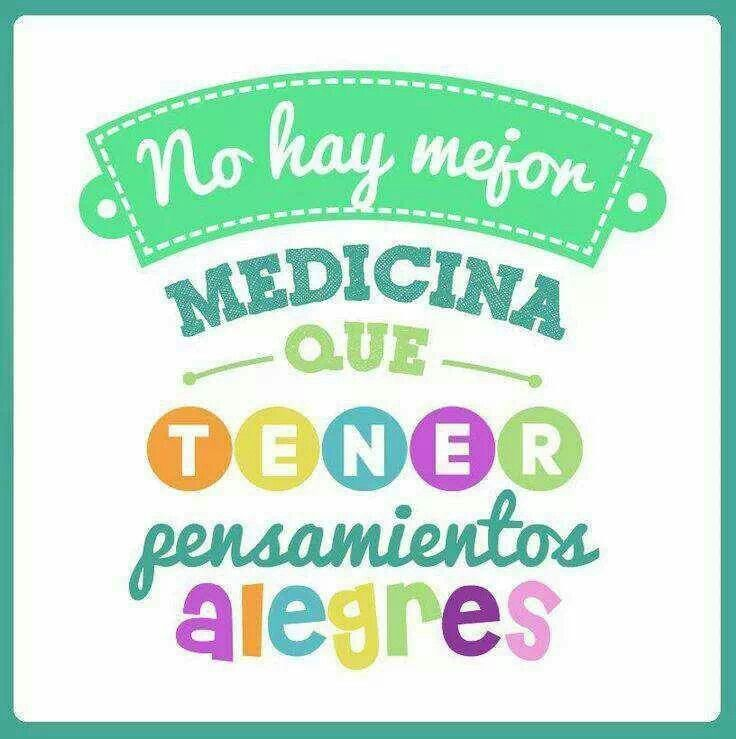 No hay mejor
MEDICINA
QUE
TENER
pensamientos
alegres